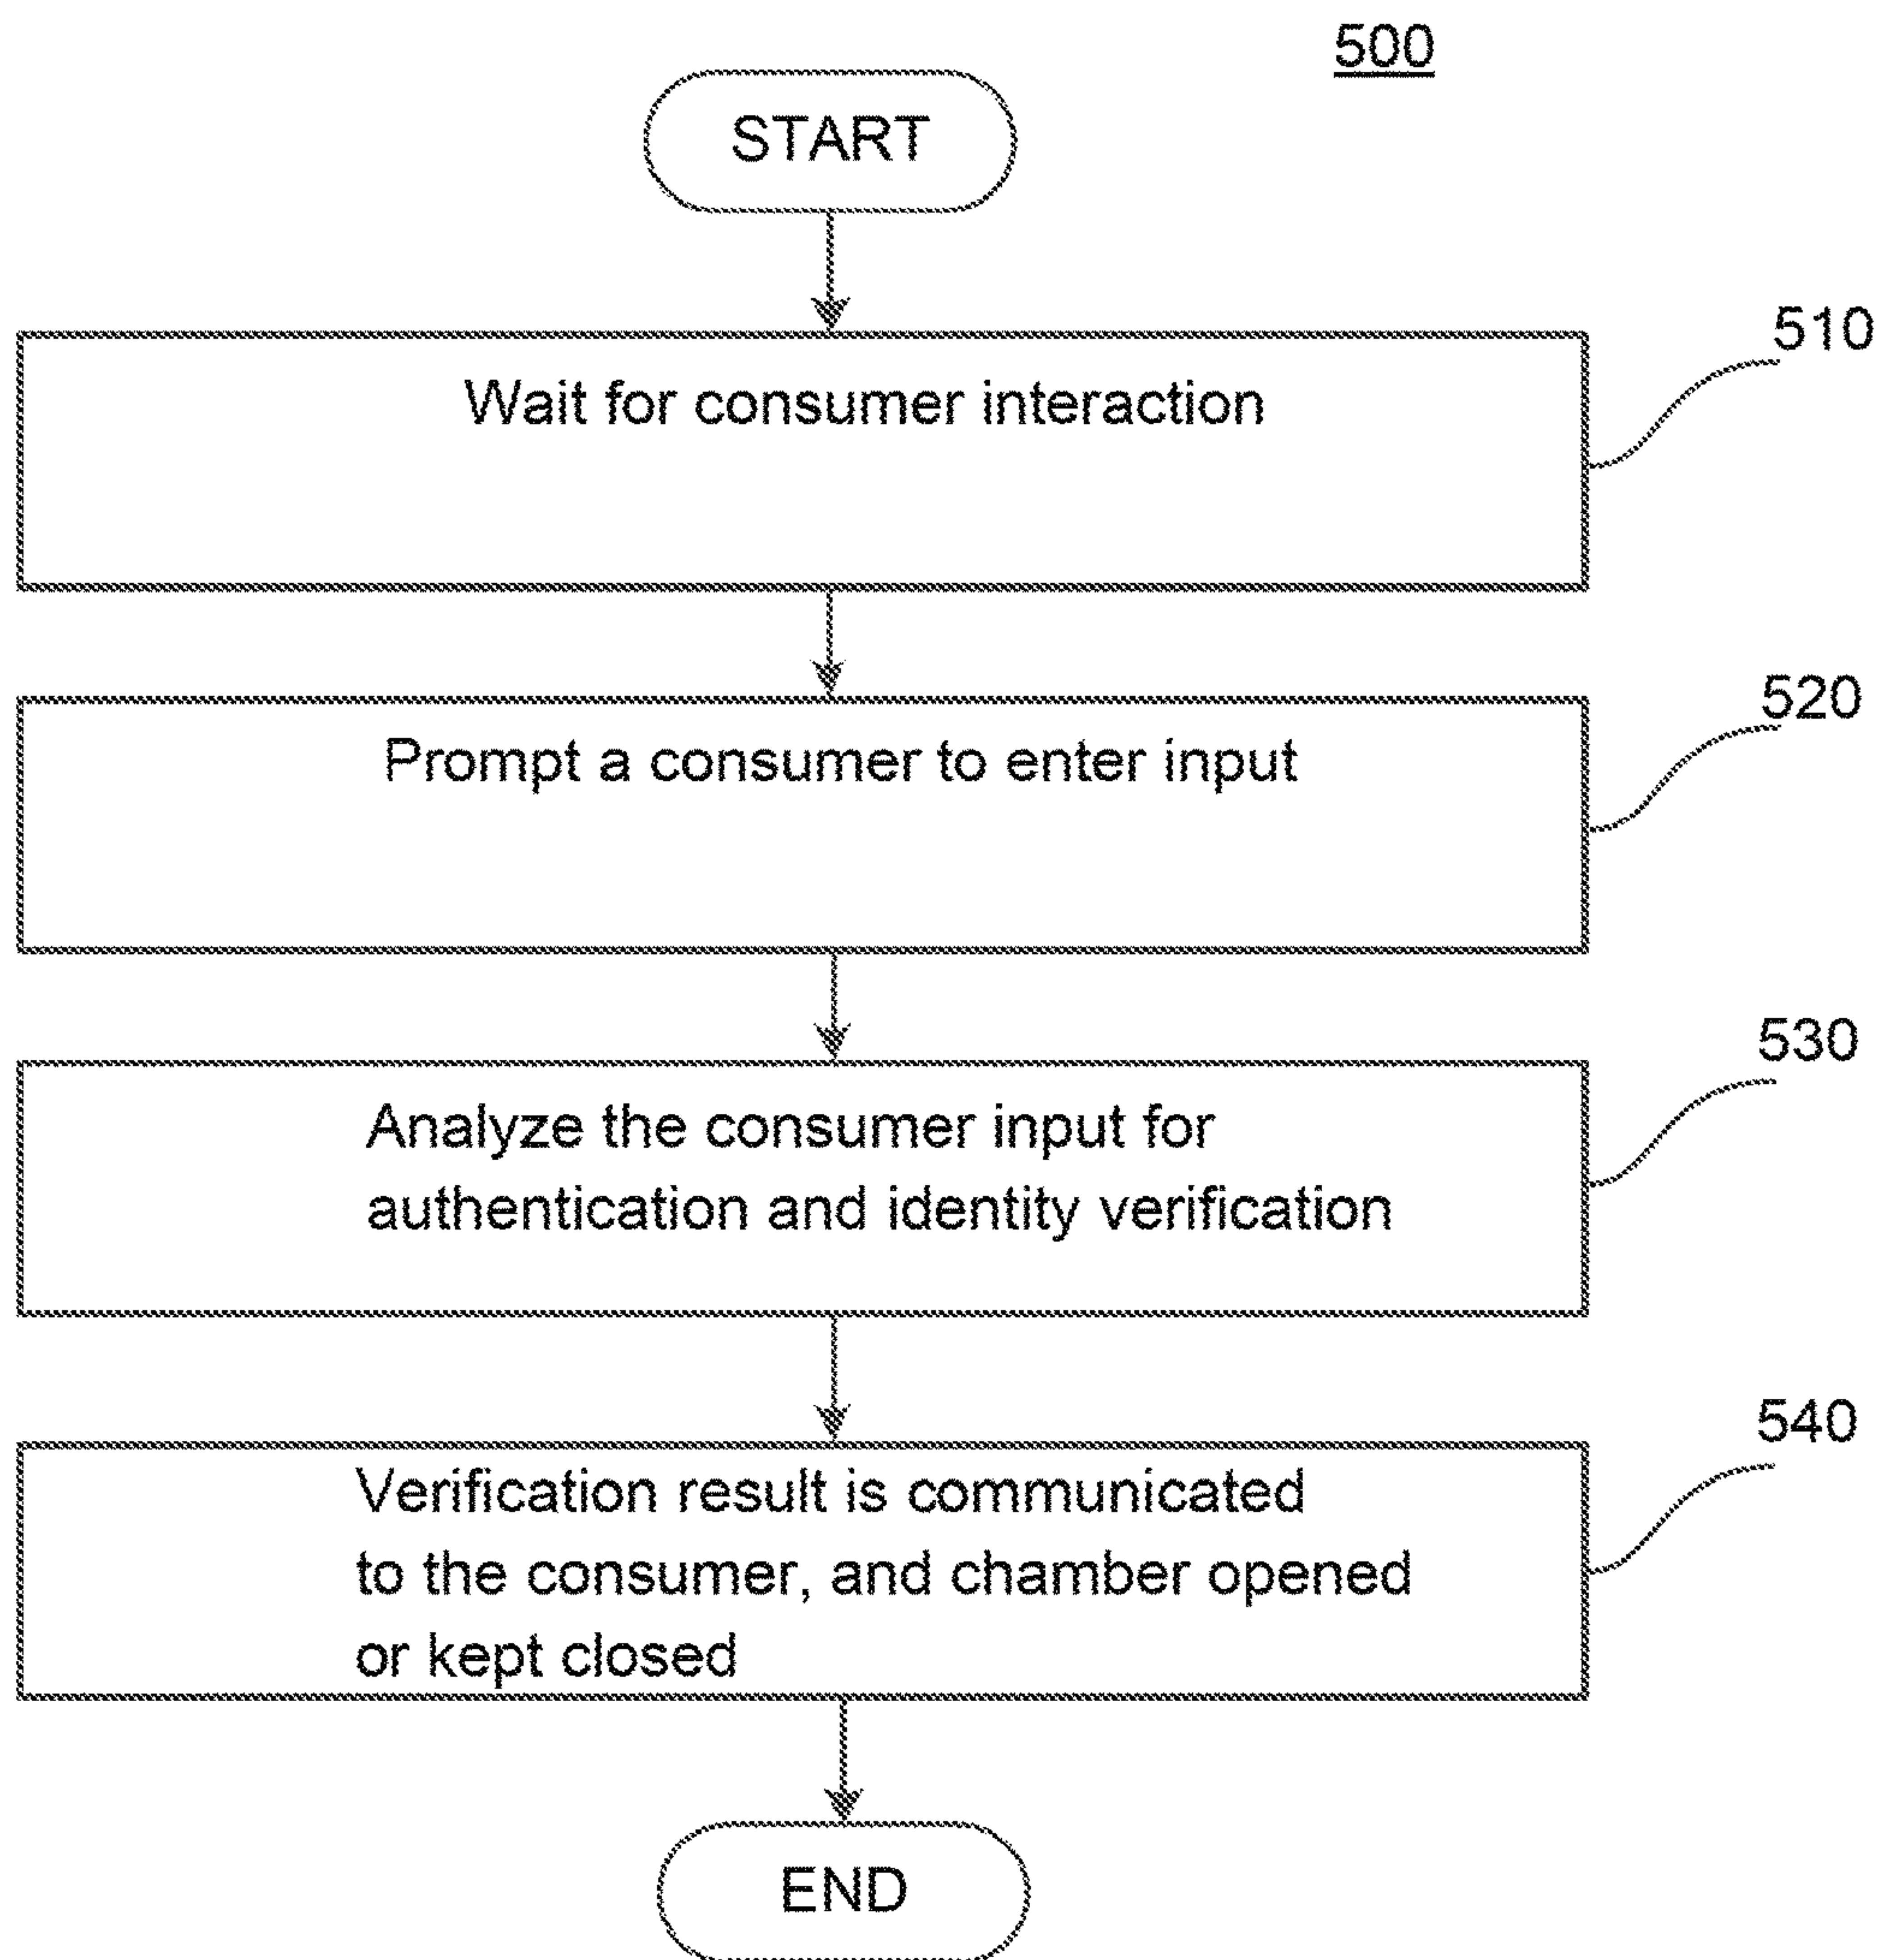 500
START
510
Wait for consumer interaction
520
Prompt a consumer to enter input
530
Analyze the consumer input for
authentication and identity verification
540
Verification result is communicated
to the consumer, and chamber opened
or kept closed
END